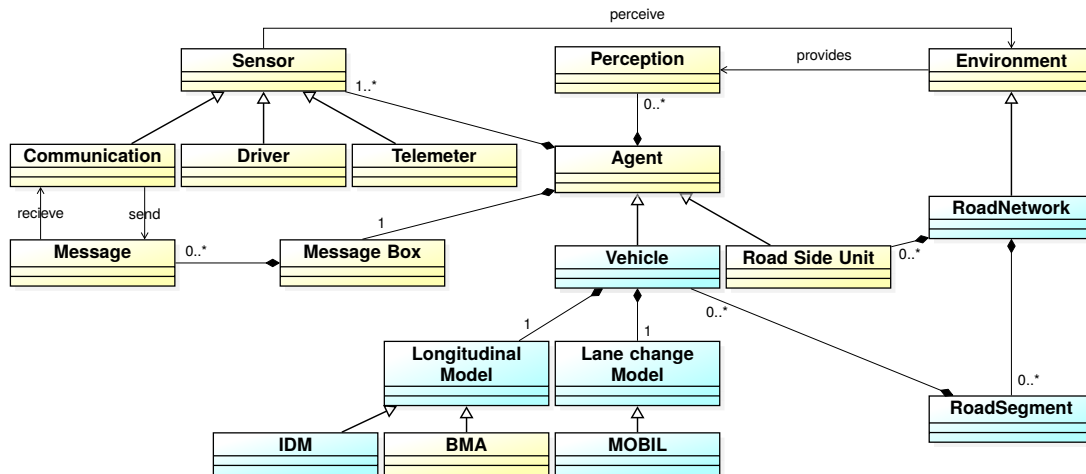 perceive
Sensor
Perception
provides
Environment
1..*
0..*
Communication
Driver
Telemeter
Agent
recieve
send
1
RoadNetwork
Message
0..*
Message Box
Vehicle
Road Side Unit
0..*
1
1
0..*
Longitudinal
Model
Lane change
Model
0..*
RoadSegment
IDM
BMA
MOBIL